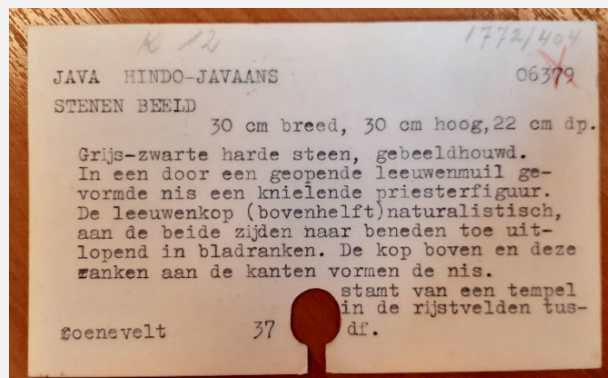 K 12 1772/404
JAVA HINDO-JAVAANS 06379
STENEN BEELD
30 cm breed, 30 cm hoog,22 cm dp.
Grijs-zwarte harde steen, gebeeldhouwd.
In een door een geopende leeuwenmuil ge-
vormde nis een knielende priesterfiguur.
De leeuwenkop (bovenhelft)naturalistisch,
aan de beide zijden naar beneden toe uit-
lopend in bladranken. De kop boven en deze
ranken aan de kanten vormen de nis.
stamt van een tempel
in de rijstvelden tus-
Soenevelt 37 df.